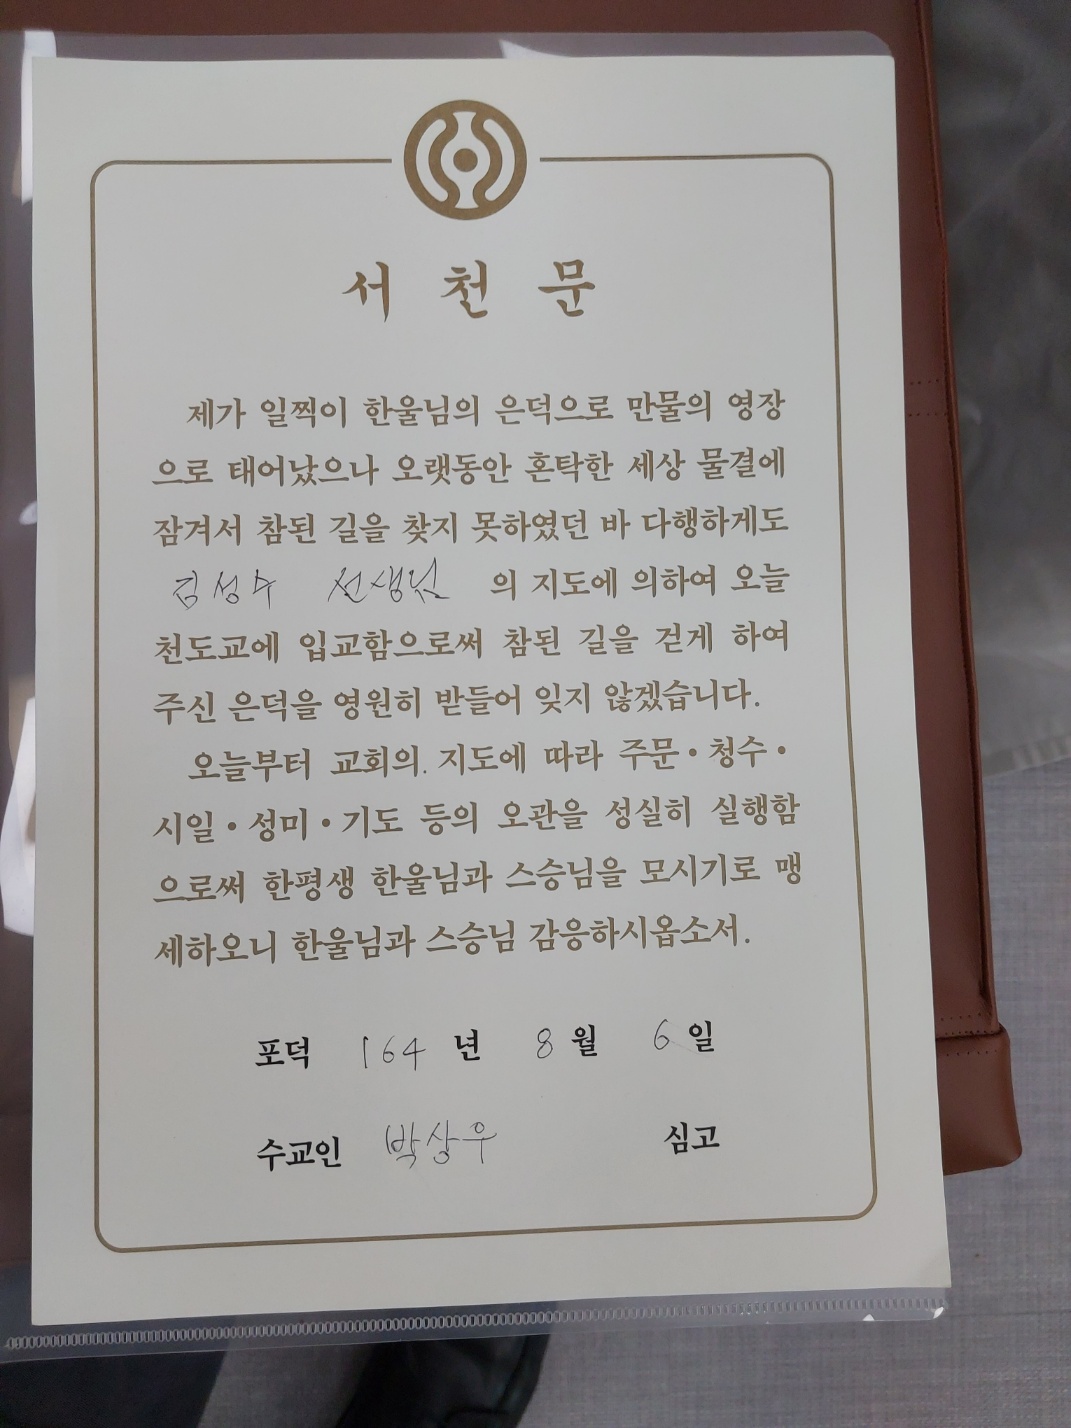 서 천 문
제가 일찍이 한울님의 은덕으로 만물의 영장
으로 태어났으나 오랫동안 혼탁한 세상 물결에
잠겨서 참된 길을 찾지 못하였던 바 다행하게도
김성수 선생님 의 지도에 의하여 오늘
천도교에 입교함으로써 참된 길을 걷게 하여
주신 은덕을 영원히 받들어 잊지 않겠습니다.
오늘부터 교회의 지도에 따라 주문・청수・
시일・성미・기도 등의 오관을 성실히 실행함
으로써 한평생 한울님과 스승님을 모시기로 맹
세하오니 한울님과 스승님 감응하시옵소서.
포덕 164 년 8 월 6 일
수교인 박상우 심고